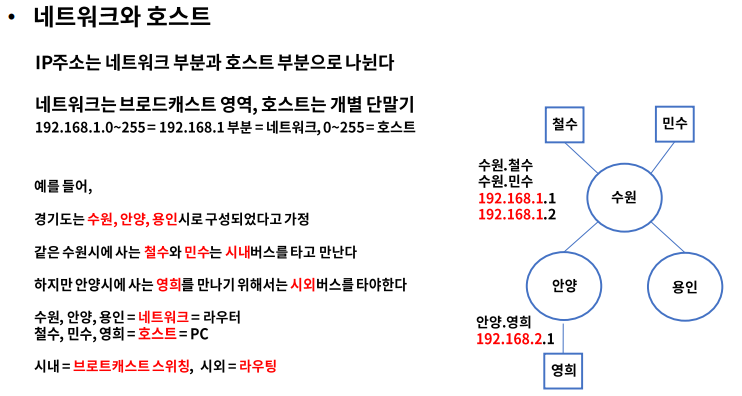 • 네트워크와 호스트
IP주소는 네트워크 부분과 호스트 부분으로 나뉜다
네트워크는 브로드캐스트 영역, 호스트는 개별 단말기
192.168.1.0~255 = 192.168.1 부분 = 네트워크, 0~255 = 호스트
예를 들어,
경기도는 수원, 안양, 용인시로 구성되었다고 가정
같은 수원시에 사는 철수와 민수는 시내버스를 타고 만난다
하지만 안양시에 사는 영희를 만나기 위해서는 시외버스를 타야한다
수원, 안양, 용인 = 네트워크 = 라우터
철수, 민수, 영희 = 호스트 = PC
시내 = 브로트캐스트 스위칭, 시외 = 라우팅
철수
민수
수원.철수
수원.민수
192.168.1.1
192.168.1.2
수원
안양
용인
안양.영희
192.168.2.1
영희